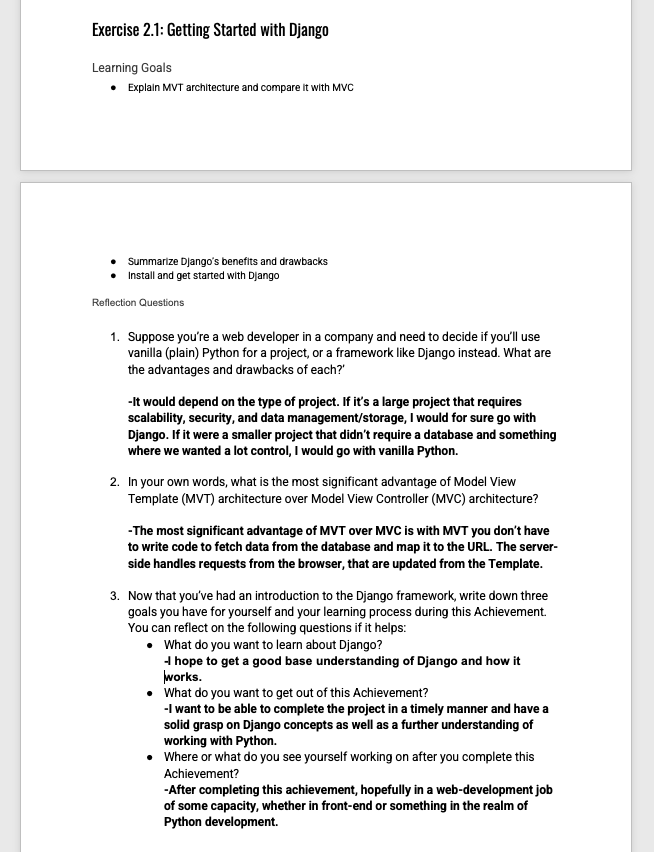 Exercise 2.1: Getting Started with Django
Learning Goals
● Explain MVT architecture and compare it with MVC
● Summarize Django's benefits and drawbacks
● Install and get started with Django
Reflection Questions
1. Suppose you're a web developer in a company and need to decide if you'll use
vanilla (plain) Python for a project, or a framework like Django instead. What are
the advantages and drawbacks of each?'
-It would depend on the type of project. If it's a large project that requires
scalability, security, and data management/storage, I would for sure go with
Django. If it were a smaller project that didn't require a database and something
where we wanted a lot control, I would go with vanilla Python.
2. In your own words, what is the most significant advantage of Model View
Template (MVT) architecture over Model View Controller (MVC) architecture?
-The most significant advantage of MVT over MVC is with MVT you don't have
to write code to fetch data from the database and map it to the URL. The server-
side handles requests from the browser, that are updated from the Template.
3. Now that you've had an introduction to the Django framework, write down three
goals you have for yourself and your learning process during this Achievement.
You can reflect on the following questions if it helps:
● What do you want to learn about Django?
-I hope to get a good base understanding of Django and how it
works.
● What do you want to get out of this Achievement?
-I want to be able to complete the project in a timely manner and have a
solid grasp on Django concepts as well as a further understanding of
working with Python.
● Where or what do you see yourself working on after you complete this
Achievement?
-After completing this achievement, hopefully in a web-development job
of some capacity, whether in front-end or something in the realm of
Python development.